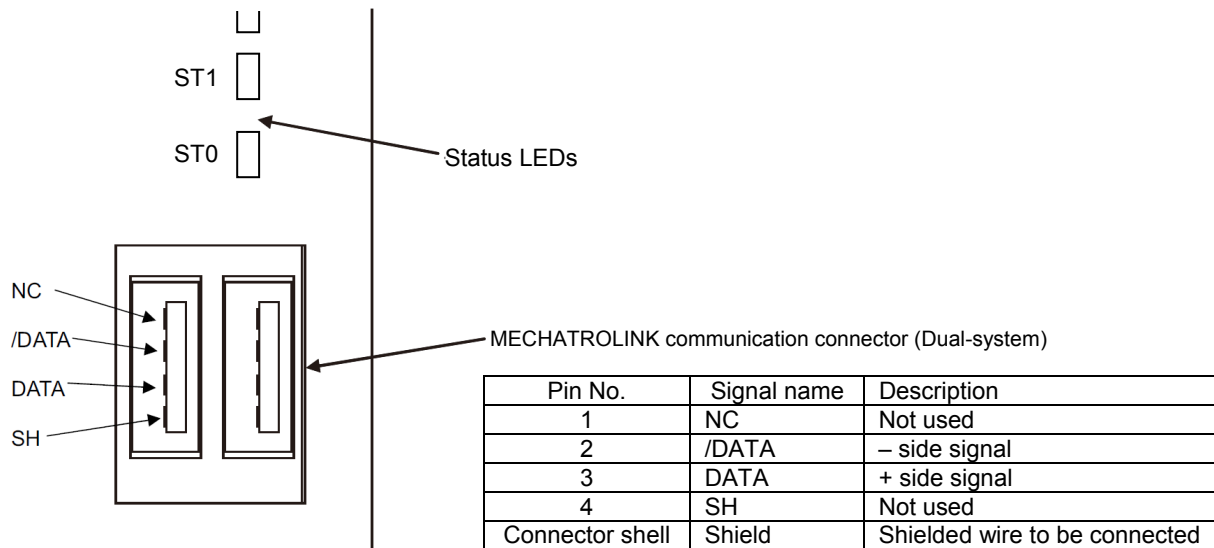 ST1
ST0
Status LEDs
NC
/DATA
DATA
SH
MECHATROLINK communication connector (Dual-system)
Pin No. Signal name Description
1 NC Not used
2 /DATA – side signal
3 DATA + side signal
4 SH Not used
Connector shell Shield Shielded wire to be connected